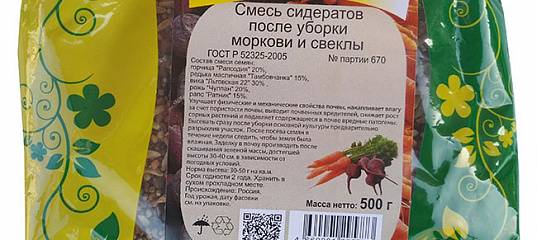 Смесь сидератов
после уборки
моркови и свеклы
ГОСТ Р 52325-2005 № партии 670
Состав смеси семян:
горчица "Рапсодия" 20%,
редька масличная "Тамбовчанка" 15%,
вика "Льговская 22" 30%,
рожь "Чулпан" 20%,
рапс "Ратник" 15%.
Улучшает физические и механические свойства почвы, накапливает влагу
за счет пористости почвы, выводит почвенных вредителей, снижает рост
сорных растений и подавляет содержащиеся в почве вредные патогены.
Высевать сразу после уборки основной культуры предварительно
разрыхлив участок. После посева семян в
течение недели следить, чтобы земля была
влажная. Заделку в почву производить после
скашивания зеленой массы, достигшей
высоты 30-40 см. в зависимости от
погодных условий.
Норма высева: 30-50 г на кв.м.
Срок годности 2 года. Хранить в
сухом прохладном месте.
Происхождение: Россия.
Год урожая, дату фасовки
см. на упаковке.
Масса нетто: 500 г